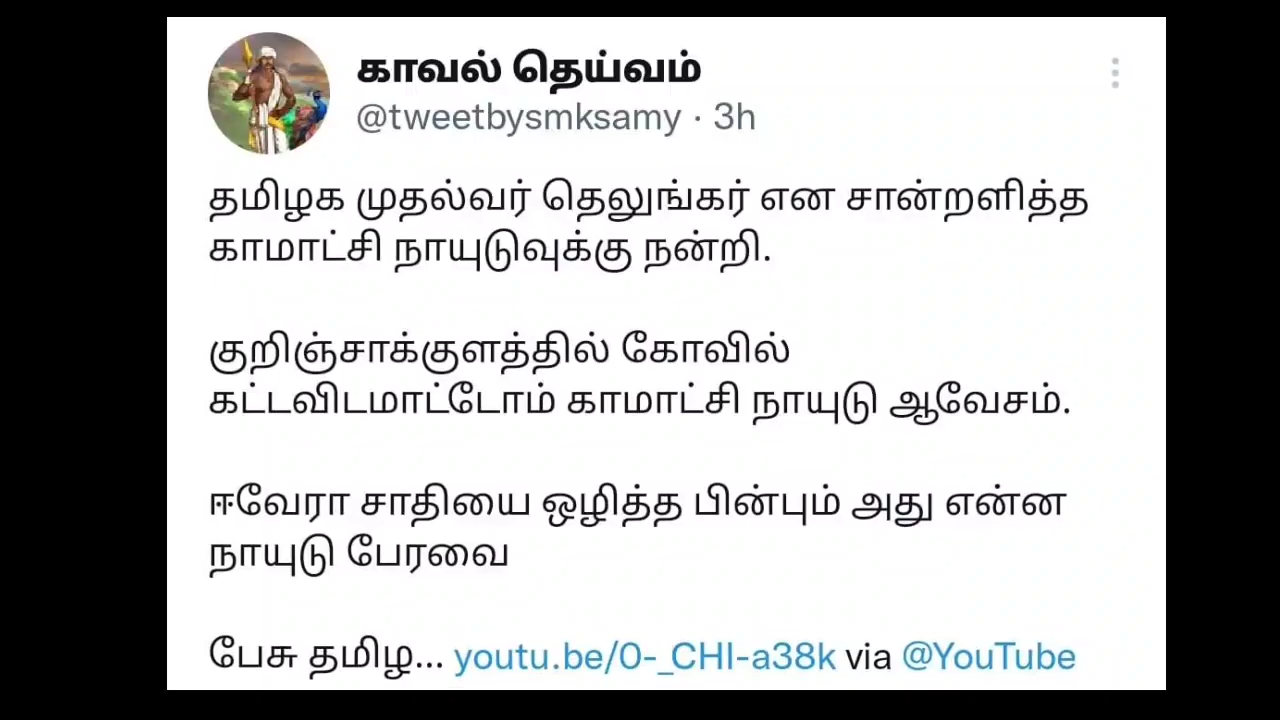 காவல் தெய்வம்
@tweetbysmksamy · 3h
தமிழக முதல்வர் தெலுங்கர் என சான்றளித்த
காமாட்சி நாயுடுவுக்கு நன்றி.
குறிஞ்சாக்குளத்தில் கோவில்
கட்டவிடமாட்டோம் காமாட்சி நாயுடு ஆவேசம்.
ஈவேரா சாதியை ஒழித்த பின்பும் அது என்ன
நாயுடு பேரவை
பேசு தமிழ... youtu.be/0-_CHI-a38k via @YouTube